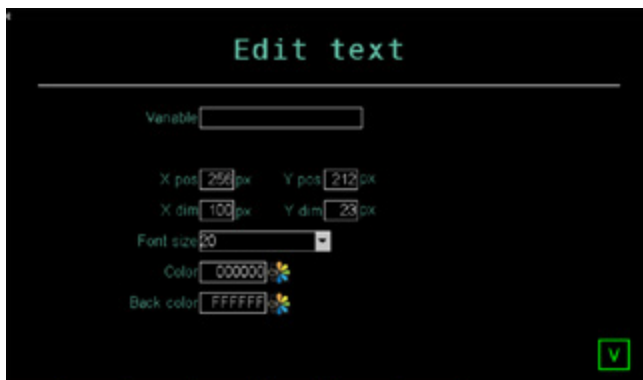 Edit text
Variable
X pos 256 px Y pos 212 px
X dim 100 px Y dim 23 px
Font size 20
Color 000000
Back color FFFFFF
V